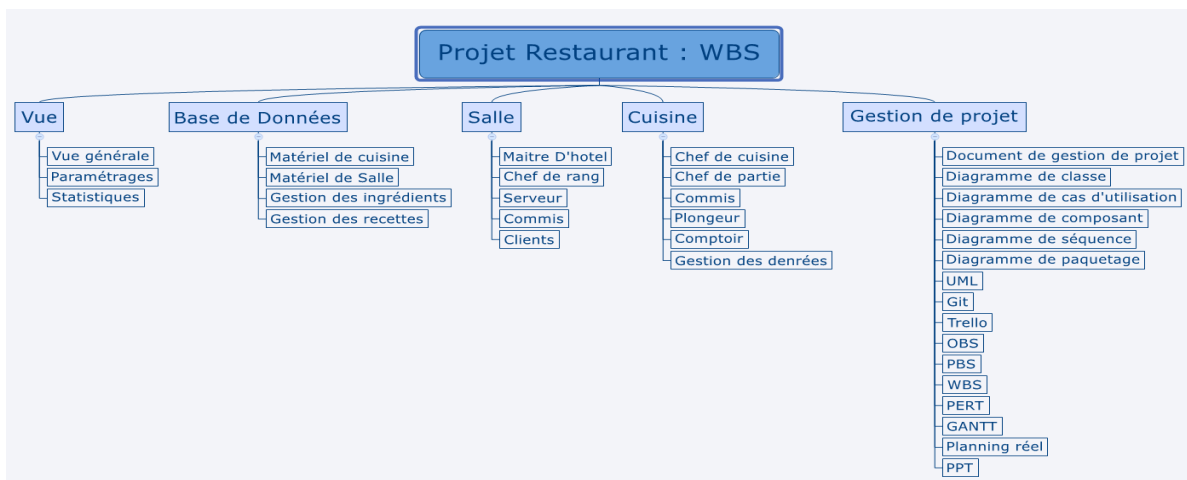 Projet Restaurant : WBS
Vue
Vue générale
Paramétrages
Statistiques
Base de Données
Matériel de cuisine
Matériel de Salle
Gestion des ingrédients
Gestion des recettes
Salle
Maitre D'hotel
Chef de rang
Serveur
Commis
Clients
Cuisine
Chef de cuisine
Chef de partie
Commis
Plongeur
Comptoir
Gestion des denrées
Gestion de projet
Document de gestion de projet
Diagramme de classe
Diagramme de cas d'utilisation
Diagramme de composant
Diagramme de séquence
Diagramme de paquetage
UML
Git
Trello
OBS
PBS
WBS
PERT
GANTT
Planning réel
PPT